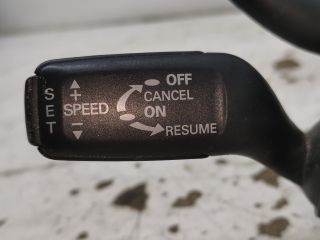 SET
+
SPEED
−
OFF
CANCEL
ON
RESUME